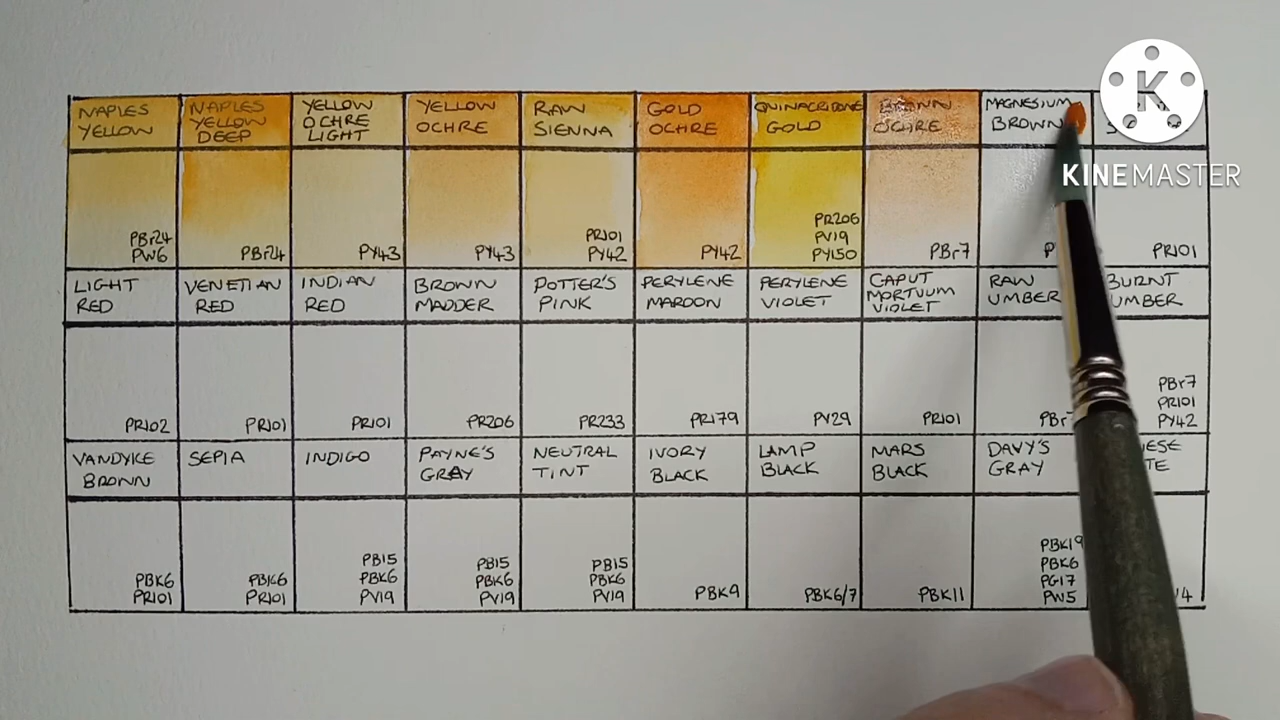 NAPLES
YELLOW
NAPLES
YELLOW
DEEP
YELLOW
OCHRE
LIGHT
YELLOW
OCHRE
RAW
SIENNA
GOLD
OCHRE
QUINACRIDONE
GOLD
BROWN
OCHRE
MAGNESIUM
BROWN
K
KINEMASTER
PBr24
PW6
PBr24
PY43
PY43
PR101
PY42
PY42
PR206
PV19
PY150
PBr7
PR101
LIGHT
RED
VENETIAN
RED
INDIAN
RED
BROWN
MADDER
POTTER'S
PINK
PERYLENE
MAROON
PERYLENE
VIOLET
CAPUT
MORTUUM
VIOLET
RAW
UMBER
BURNT
UMBER
PR102
PR101
PR101
PR206
PR233
PR179
PV29
PR101
PBr7
PBr7
PR101
PY42
VANDYKE
BROWN
SEPIA
INDIGO
PAYNE'S
GRAY
NEUTRAL
TINT
IVORY
BLACK
LAMP
BLACK
MARS
BLACK
DAVY'S
GRAY
PBK6
PR101
PBK6
PR101
PB15
PBK6
PV19
PB15
PBK6
PV19
PB15
PBK6
PV19
PBK9
PBK6/7
PBK11
PBK19
PBK6
PG17
PW5